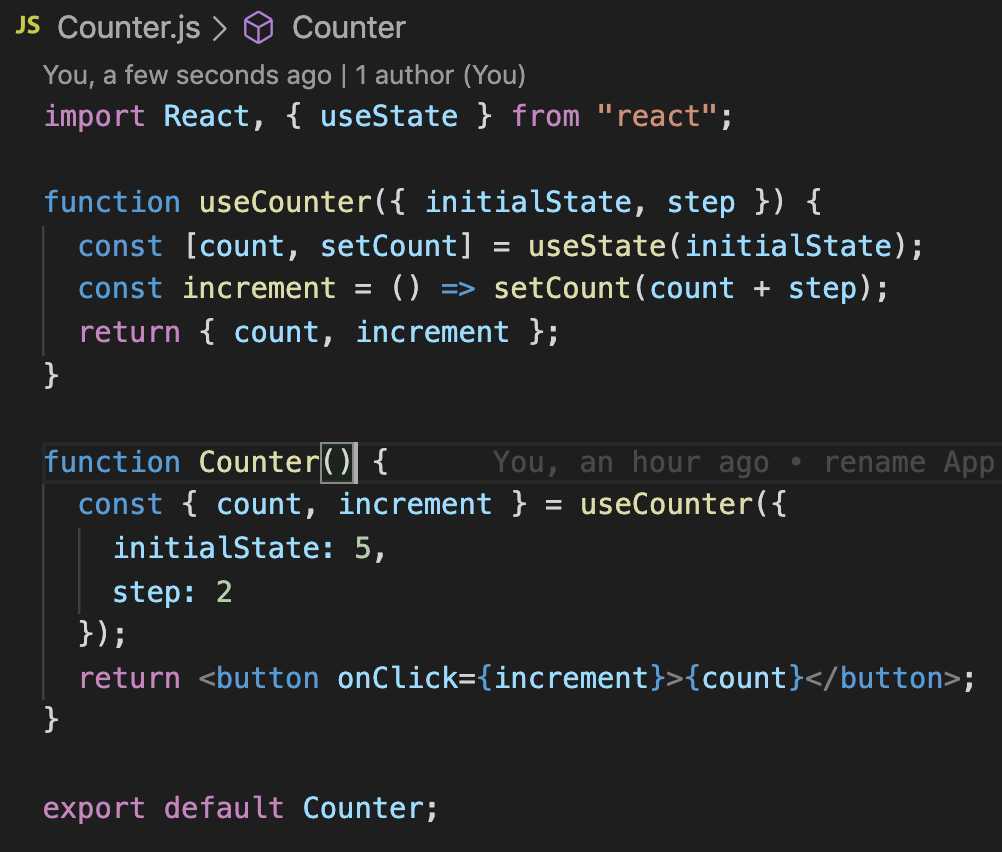 JS Counter.js > Counter
You, a few seconds ago | 1 author (You)
import React, { useState } from "react";
function useCounter({ initialState, step }) {
  const [count, setCount] = useState(initialState);
  const increment = () => setCount(count + step);
  return { count, increment };
}
function Counter() { You, an hour ago • rename App
  const { count, increment } = useCounter({
    initialState: 5,
    step: 2
  });
  return <button onClick={increment}>{count}</button>;
}
export default Counter;